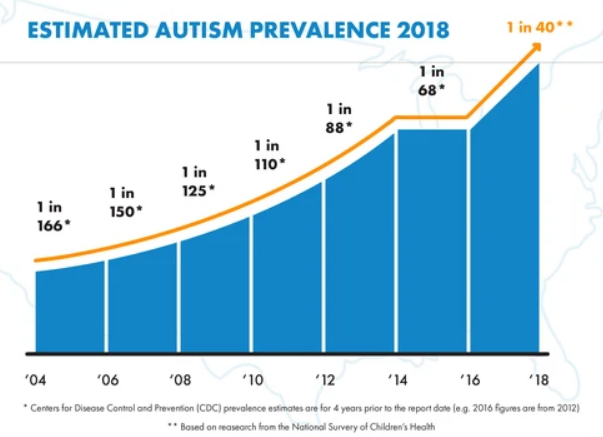 ESTIMATED AUTISM PREVALENCE 2018
1 in 40**
1 in
68*
1 in
88*
1 in
110*
1 in
125*
1 in
150*
1 in
166*
'04 '06 '08 '10 '12 '14 '16 '18
* Centers for Disease Control and Prevention (CDC) prevalence estimates are for 4 years prior to the report date (e.g. 2016 figures are from 2012)
** Based on reasearch from the National Survery of Children's Health